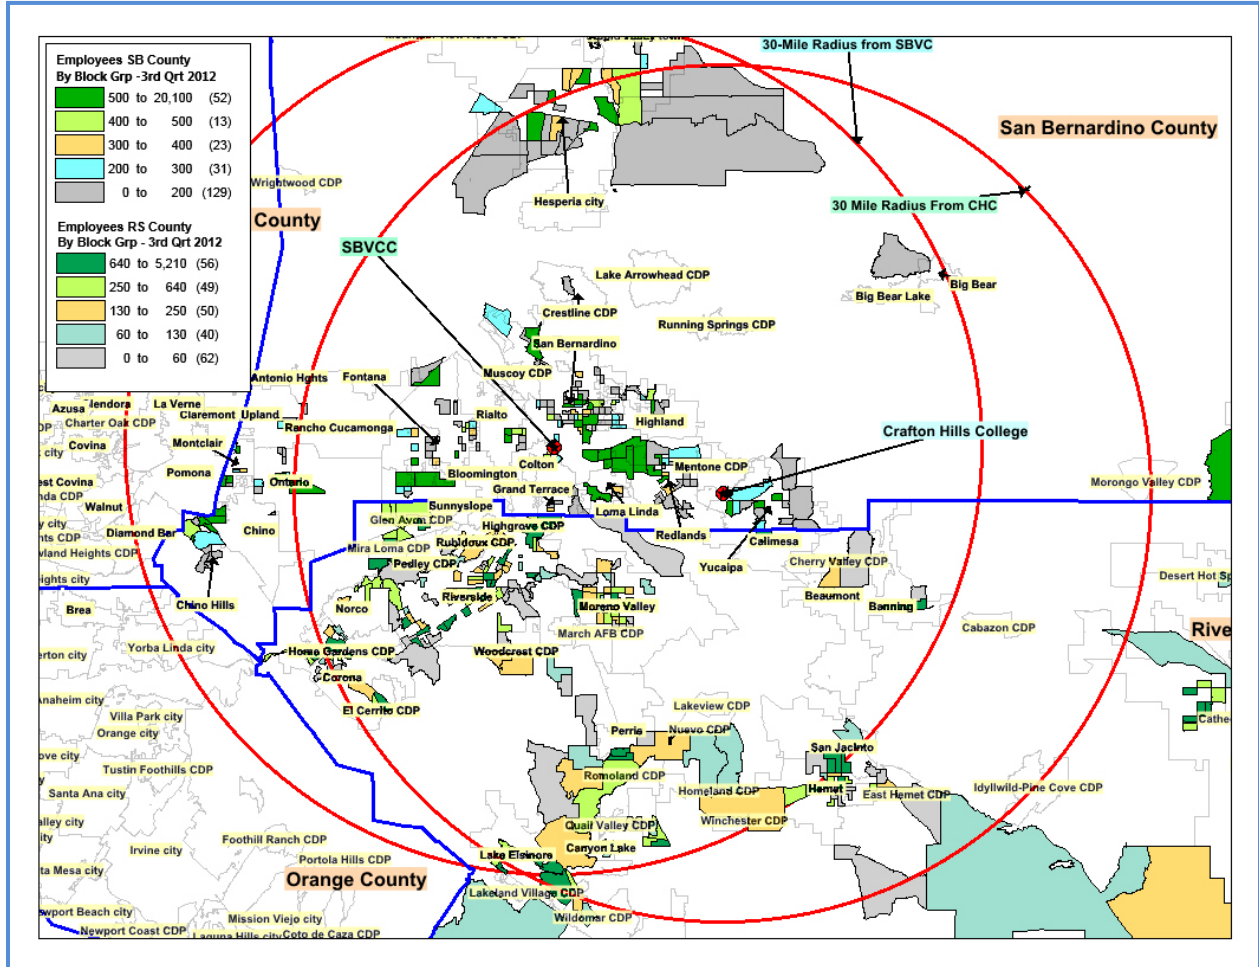 Employees SB County
By Block Grp -3rd Qrt 2012
500 to 20,100 (52)
400 to 500 (13)
300 to 400 (23)
200 to 300 (31)
0 to 200 (129)
Employees RS County
By Block Grp - 3rd Qrt 2012
640 to 5,210 (56)
250 to 640 (49)
130 to 250 (50)
60 to 130 (40)
0 to 60 (62)
30-Mile Radius from SBVC
San Bernardino County
Wrightwood CDP
County
Hesperia city
30 Mile Radius From CHC
SBVCC
Lake Arrowhead CDP
Big Bear
Big Bear Lake
Crestline CDP
Running Springs CDP
San Bernardino
Muscoy CDP
Antonio Hghts
Fontana
Azusa
La Verne
Claremont
Upland
Charter Oak CDP
Rialto
Highland
Rancho Cucamonga
Crafton Hills College
Covina
Montclair
Colton
Mentone CDP
Pomona
Bloomington
Ontario
Grand Terrace
Morongo Valley CDP
Walnut
Sunnyslope
Loma Linda
Glen Avon CDP
Highgrove CDP
Diamond Bar
Chino
Redlands
Calimesa
Rubidoux CDP
Mira Loma CDP
Pedley CDP
Yucaipa
Cherry Valley CDP
Desert Hot Sp
Chino Hills
Brea
Norco
Riverside
Moreno Valley
Beaumont
Banning
March AFB CDP
Cabazon CDP
Rive
Yorba Linda city
Home Gardens CDP
Woodcrest CDP
Corona
Anaheim city
El Cerrito CDP
Lakeview CDP
Villa Park city
Orange city
Perris
Nuevo CDP
Cathe
San Jacinto
Tustin Foothills CDP
Romoland CDP
Santa Ana city
Homeland CDP
Hemet
East Hemet CDP
Idyllwild-Pine Cove CDP
Quail Valley CDP
Winchester CDP
Foothill Ranch CDP
Irvine city
Canyon Lake
Lake Elsinore
Portola Hills CDP
Orange County
Lakeland Village CDP
Mission Viejo city
Wildomar CDP
Newport Coast CDP
Laguna Hills city
Coto de Caza CDP